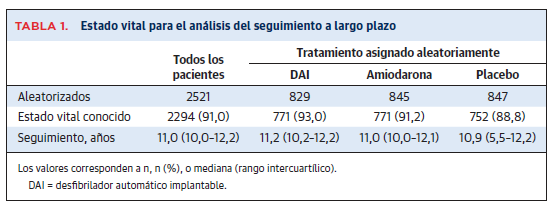 TABLA 1. Estado vital para el análisis del seguimiento a largo plazo
Todos los pacientes Tratamiento asignado aleatoriamente
DAI Amiodarona Placebo
Aleatorizados 2521 829 845 847
Estado vital conocido 2294 (91,0) 771 (93,0) 771 (91,2) 752 (88,8)
Seguimiento, años 11,0 (10,0-12,2) 11,2 (10,2-12,2) 11,0 (10,0-12,1) 10,9 (5,5-12,2)
Los valores corresponden a n, n (%), o mediana (rango intercuartílico).
DAI = desfibrilador automático implantable.